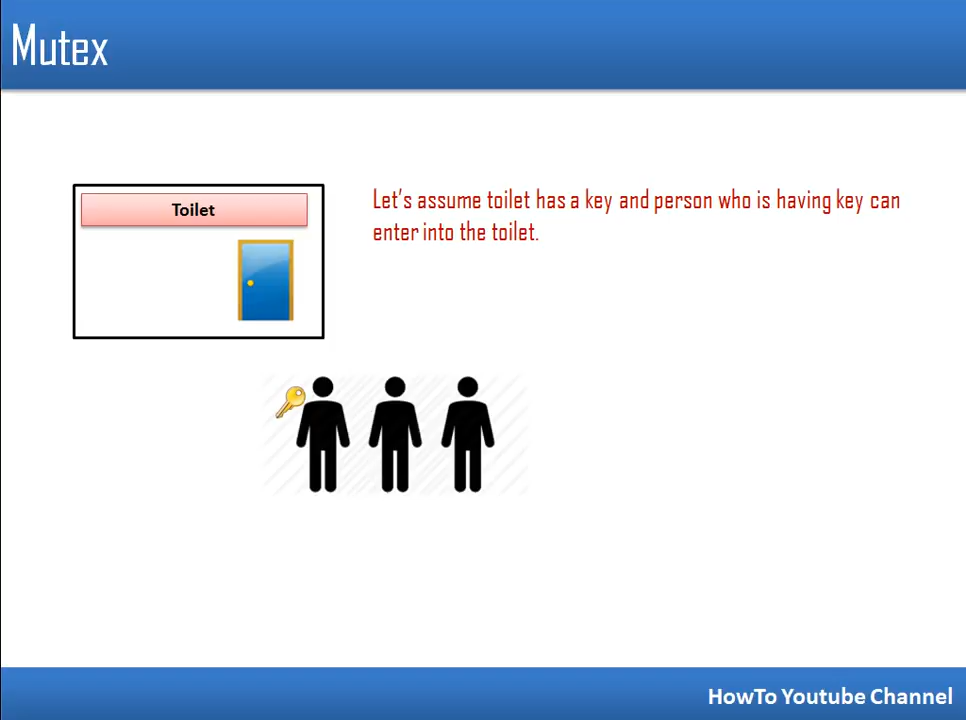 Mutex
Toilet
Let's assume toilet has a key and person who is having key can
enter into the toilet.
HowTo Youtube Channel